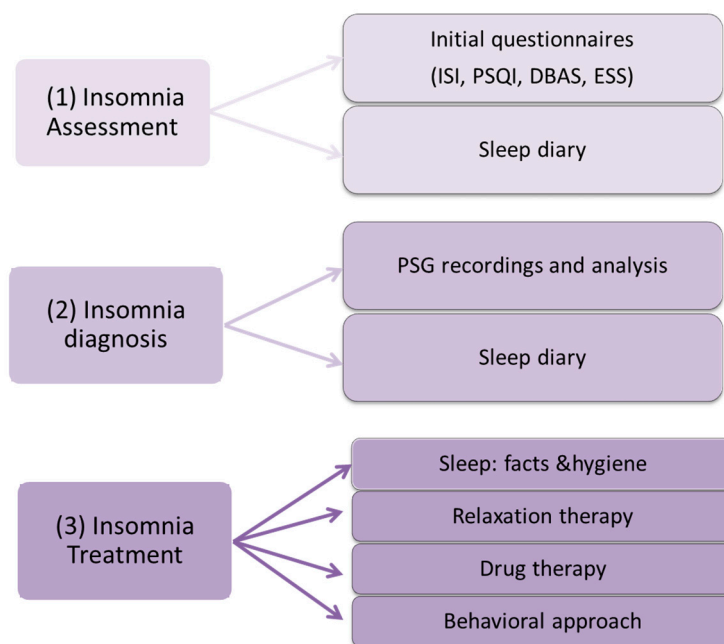 (1) Insomnia
Assessment
Initial questionnaires
(ISI, PSQI, DBAS, ESS)
Sleep diary
(2) Insomnia
diagnosis
PSG recordings and analysis
Sleep diary
(3) Insomnia
Treatment
Sleep: facts &hygiene
Relaxation therapy
Drug therapy
Behavioral approach